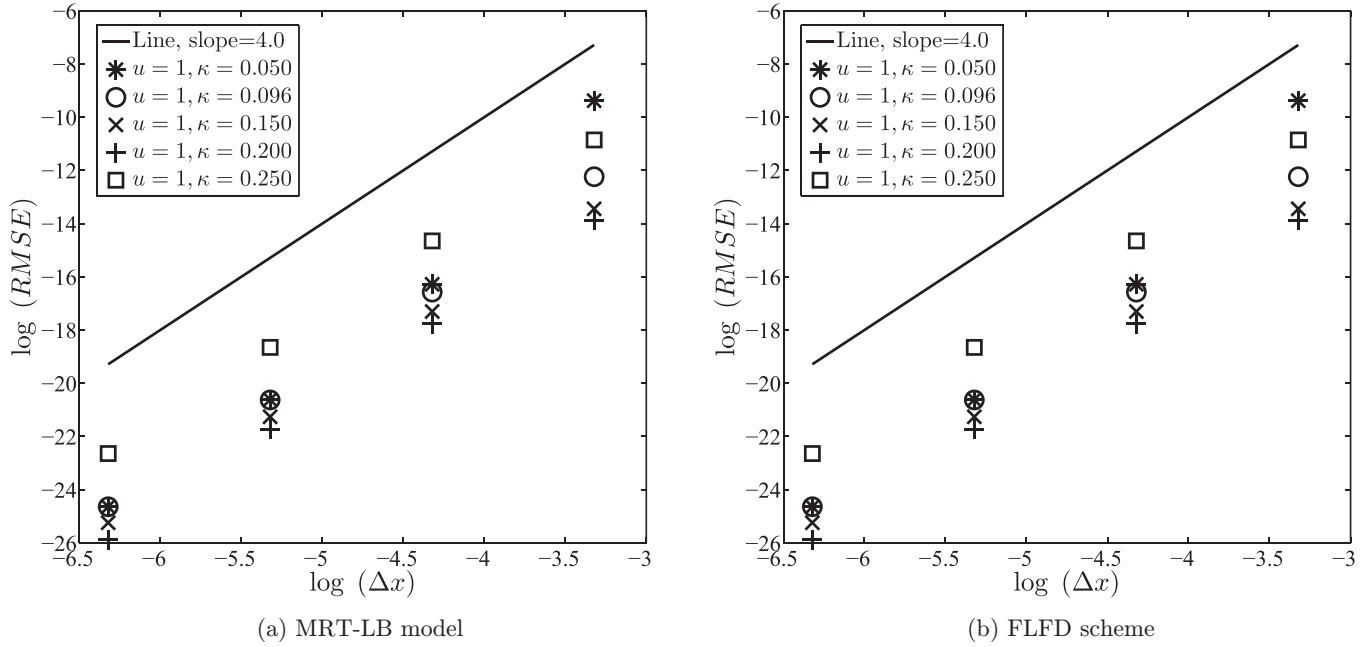 −6
−8
−10
−12
−14
−16
−18
−20
−22
−24
−26
log (RMSE)
Line, slope=4.0
u = 1, κ = 0.050
u = 1, κ = 0.096
u = 1, κ = 0.150
u = 1, κ = 0.200
u = 1, κ = 0.250
−6.5 −6 −5.5 −5 −4.5 −4 −3.5 −3
log (Δx)
(a) MRT-LB model
−6
−8
−10
−12
−14
−16
−18
−20
−22
−24
−26
log (RMSE)
Line, slope=4.0
u = 1, κ = 0.050
u = 1, κ = 0.096
u = 1, κ = 0.150
u = 1, κ = 0.200
u = 1, κ = 0.250
−6.5 −6 −5.5 −5 −4.5 −4 −3.5 −3
log (Δx)
(b) FLFD scheme